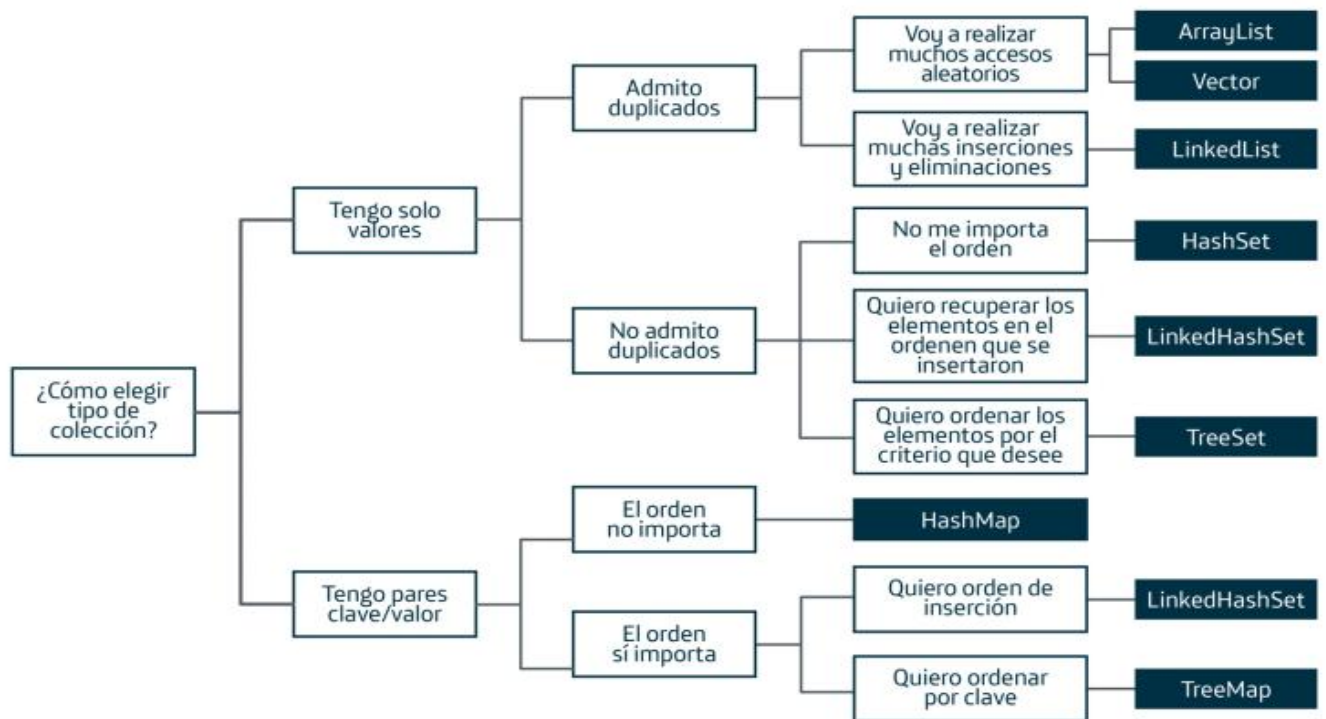 ¿Cómo elegir
tipo de
colección?
Tengo solo
valores
Admito
duplicados
Voy a realizar
muchos accesos
aleatorios
ArrayList
Vector
Voy a realizar
muchas inserciones
y eliminaciones
LinkedList
No admito
duplicados
No me importa
el orden
HashSet
Quiero recuperar los
elementos en el
ordenen que se
insertaron
LinkedHashSet
Quiero ordenar los
elementos por el
criterio que desee
TreeSet
Tengo pares
clave/valor
El orden
no importa
HashMap
El orden
sí importa
Quiero orden de
inserción
LinkedHashSet
Quiero ordenar
por clave
TreeMap